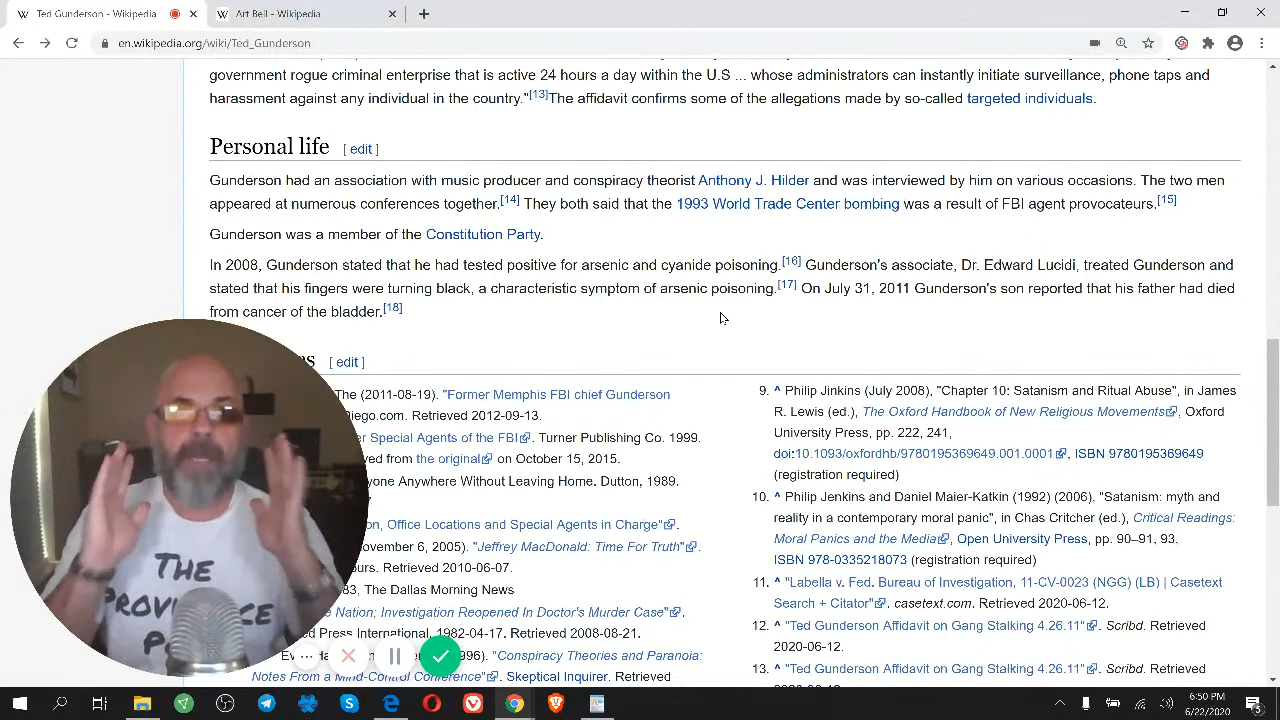 Ted Gunderson - Wikipedia
Art Bell - Wikipedia
en.wikipedia.org/wiki/Ted_Gunderson
government rogue criminal enterprise that is active 24 hours a day within the U.S ... whose administrators can instantly initiate surveillance, phone taps and
harassment against any individual in the country."[13]The affidavit confirms some of the allegations made by so-called targeted individuals.
Personal life [ edit ]
Gunderson had an association with music producer and conspiracy theorist Anthony J. Hilder and was interviewed by him on various occasions. The two men
appeared at numerous conferences together.[14] They both said that the 1993 World Trade Center bombing was a result of FBI agent provocateurs.[15]
Gunderson was a member of the Constitution Party.
In 2008, Gunderson stated that he had tested positive for arsenic and cyanide poisoning.[16] Gunderson's associate, Dr. Edward Lucidi, treated Gunderson and
stated that his fingers were turning black, a characteristic symptom of arsenic poisoning.[17] On July 31, 2011 Gunderson's son reported that his father had died
from cancer of the bladder.[18]
[ edit ]
The (2011-08-19). "Former Memphis FBI chief Gunderson
Diego.com. Retrieved 2012-09-13.
Special Agents of the FBI. Turner Publishing Co. 1999.
the original on October 15, 2015.
Anywhere Without Leaving Home. Dutton, 1989.
Office Locations and Special Agents in Charge".
November 6, 2005). "Jeffrey MacDonald: Time For Truth".
Retrieved 2010-06-07.
The Dallas Morning News
Nation; Investigation Reopened In Doctor's Murder Case".
Press International, 1982-04-17. Retrieved 2008-08-21.
"Conspiracy Theories and Paranoia:
Notes From a Mind-Control Conference". Skeptical Inquirer. Retrieved
9. ^ Philip Jinkins (July 2008), "Chapter 10: Satanism and Ritual Abuse", in James
R. Lewis (ed.), The Oxford Handbook of New Religious Movements, Oxford
University Press, pp. 222, 241,
doi:10.1093/oxfordhb/9780195369649.001.0001, ISBN 9780195369649
(registration required)
10. ^ Philip Jenkins and Daniel Maier-Katkin (1992) (2006), "Satanism: myth and
reality in a contemporary moral panic", in Chas Critcher (ed.), Critical Readings:
Moral Panics and the Media, Open University Press, pp. 90–91, 93.
ISBN 978-0335218073 (registration required)
11. ^ "Labella v. Fed. Bureau of Investigation, 11-CV-0023 (NGG) (LB) | Casetext
Search + Citator". casetext.com. Retrieved 2020-06-12.
12. ^ "Ted Gunderson Affidavit on Gang Stalking 4.26.11". Scribd. Retrieved
2020-06-12.
13. ^ "Ted Gunderson Affidavit on Gang Stalking 4.26.11". Scribd. Retrieved
THE
6:50 PM
6/22/2020